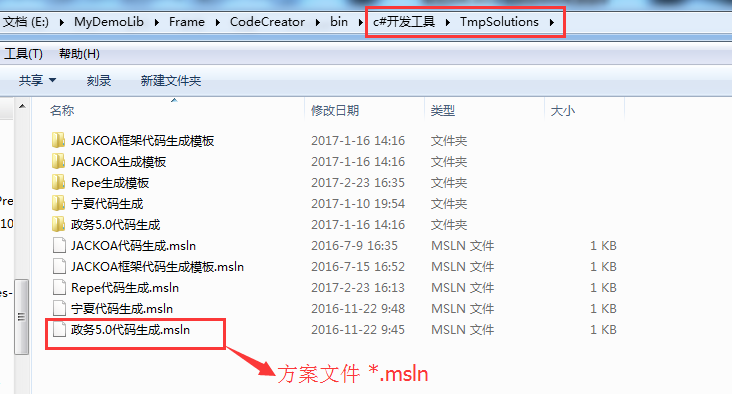 文档 (E:) MyDemoLib Frame CodeCreator bin c#开发工具 TmpSolutions
工具(T) 帮助(H)
共享 刻录 新建文件夹
名称 修改日期 类型 大小
JACKOA框架代码生成模板 2017-1-16 14:16 文件夹
JACKOA生成模板 2017-1-16 14:16 文件夹
Repe生成模板 2017-2-23 16:35 文件夹
宁夏代码生成 2017-1-10 19:54 文件夹
政务5.0代码生成 2017-1-16 14:16 文件夹
JACKOA代码生成.msln 2016-7-9 16:35 MSLN 文件 1 KB
JACKOA框架代码生成模板.msln 2016-7-15 16:52 MSLN 文件 1 KB
Repe代码生成.msln 2017-2-23 16:13 MSLN 文件 1 KB
宁夏代码生成.msln 2016-11-22 9:48 MSLN 文件 1 KB
政务5.0代码生成.msln 2016-11-22 9:45 MSLN 文件 1 KB
方案文件 *.msln